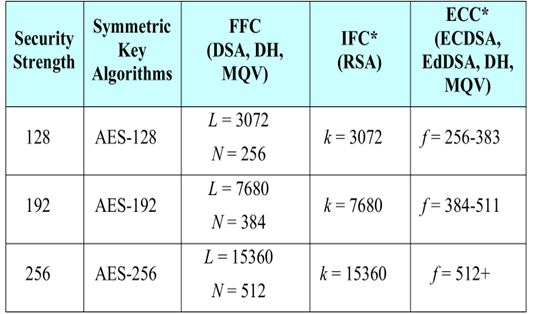 Security
Strength
Symmetric
Key
Algorithms
FFC
(DSA, DH,
MQV)
IFC*
(RSA)
ECC*
(ECDSA,
EdDSA, DH,
MQV)
128
AES-128
L = 3072
N = 256
k = 3072
f = 256-383
192
AES-192
L = 7680
N = 384
k = 7680
f = 384-511
256
AES-256
L = 15360
N = 512
k = 15360
f = 512+